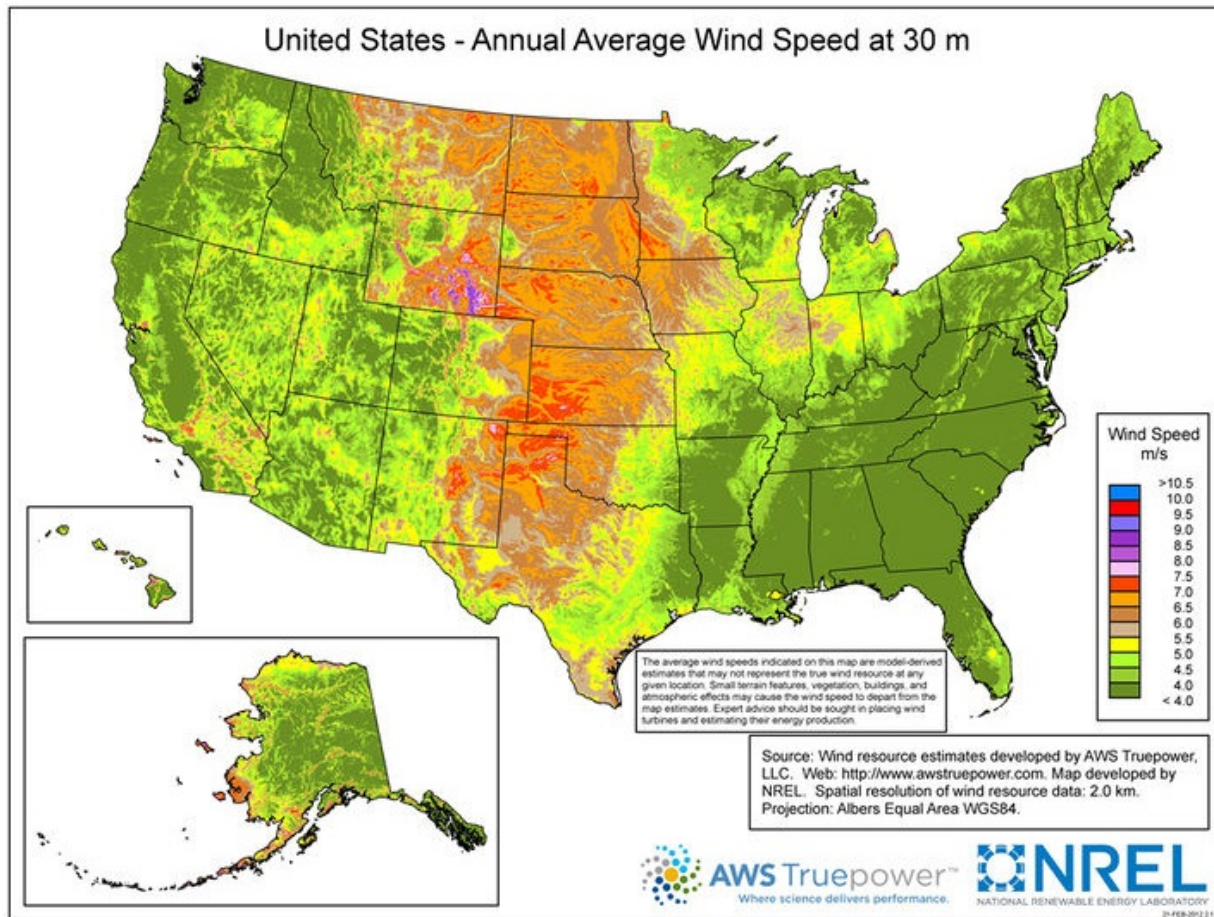 United States - Annual Average Wind Speed at 30 m
Wind Speed
m/s
>10.5
10.0
9.5
9.0
8.5
8.0
7.5
7.0
6.5
6.0
5.5
5.0
4.5
4.0
< 4.0
The average wind speeds indicated on this map are model-derived
estimates that may not represent the true wind resource at any
given location. Small terrain features, vegetation, buildings, and
atmospheric effects may cause the wind speed to depart from the
map estimates. Expert advice should be sought in placing wind
turbines and estimating their energy production.
Source: Wind resource estimates developed by AWS Truepower,
LLC. Web: http://www.awstruepower.com. Map developed by
NREL. Spatial resolution of wind resource data: 2.0 km.
Projection: Albers Equal Area WGS84.
AWS Truepower™
Where science delivers performance.
NREL
NATIONAL RENEWABLE ENERGY LABORATORY